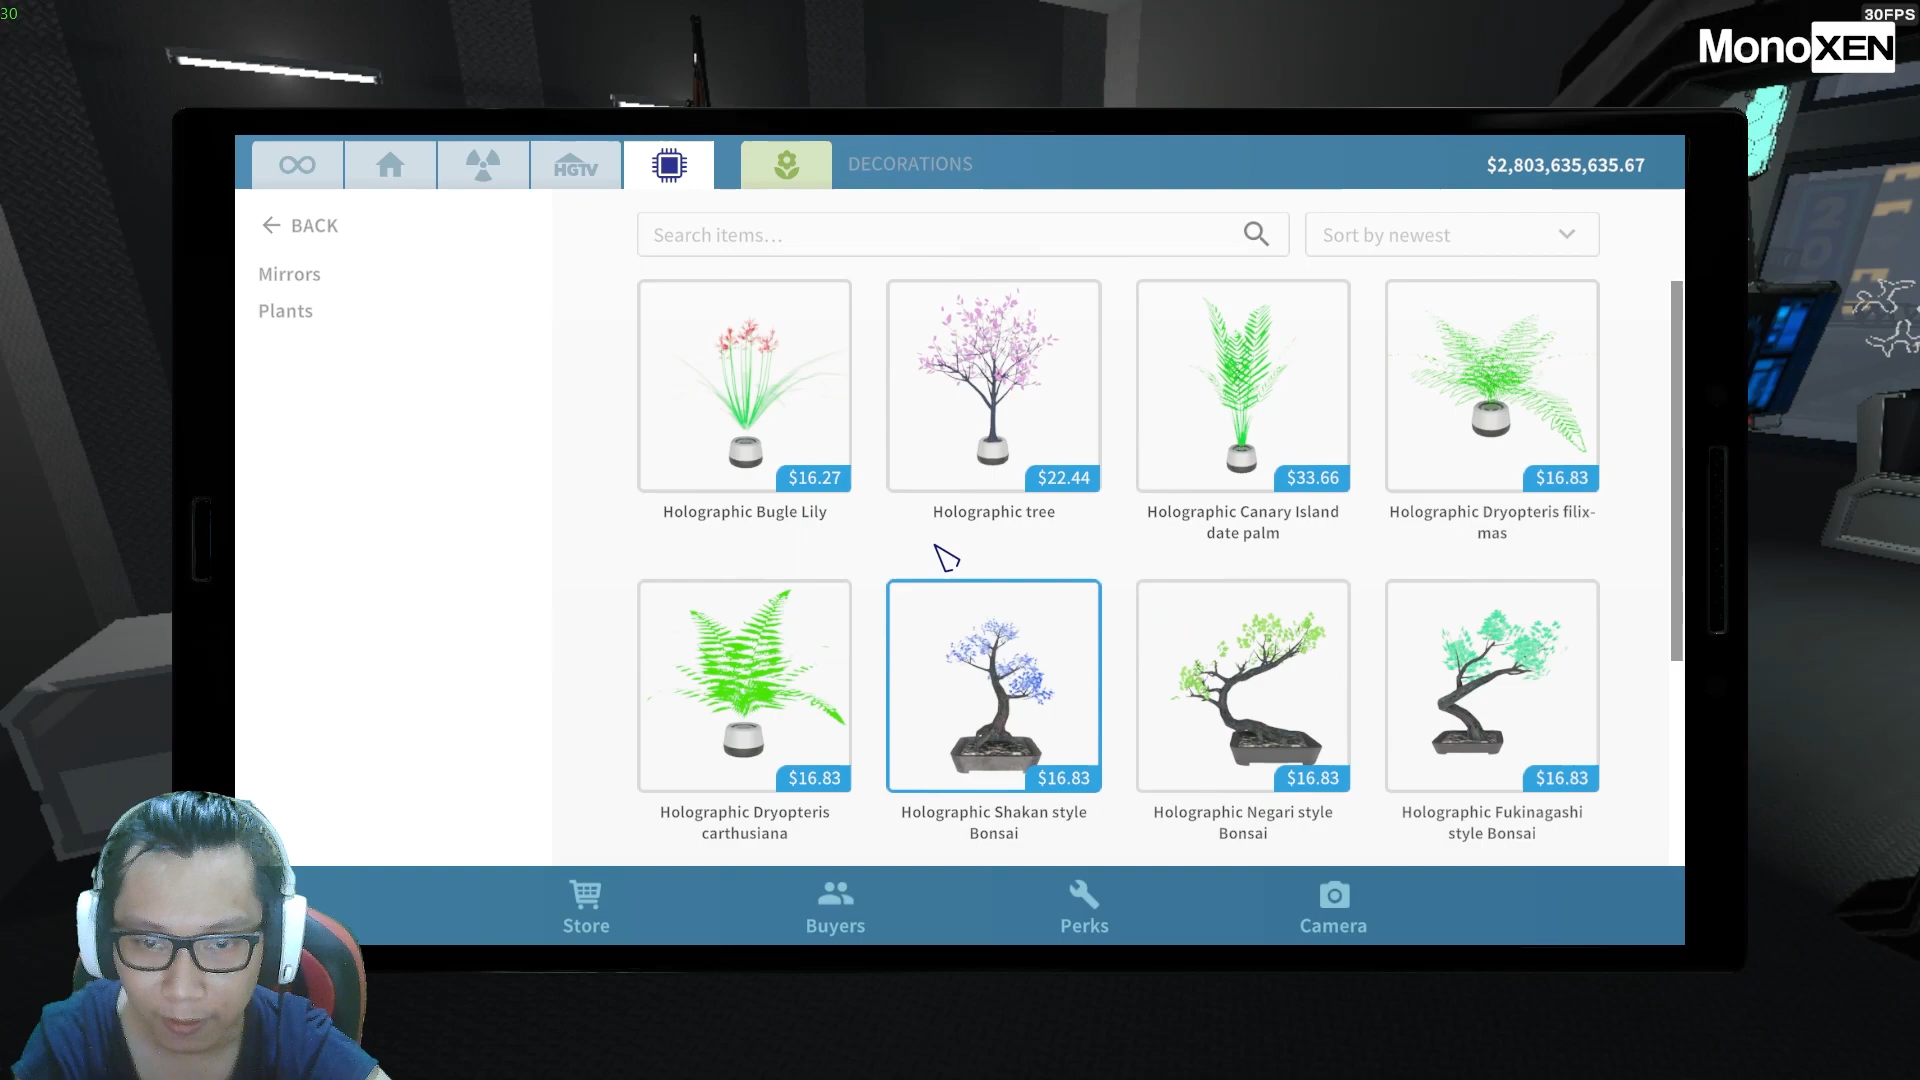 30
30FPS
MonoXEN
HGTV
DECORATIONS
$2,803,635,635.67
BACK
Search items...
Sort by newest
Mirrors
Plants
$16.27
$22.44
$33.66
$16.83
Holographic Bugle Lily
Holographic tree
Holographic Canary Island
date palm
Holographic Dryopteris filix-
mas
$16.83
$16.83
$16.83
$16.83
Holographic Dryopteris
carthusiana
Holographic Shakan style
Bonsai
Holographic Negari style
Bonsai
Holographic Fukinagashi
style Bonsai
Store
Buyers
Perks
Camera